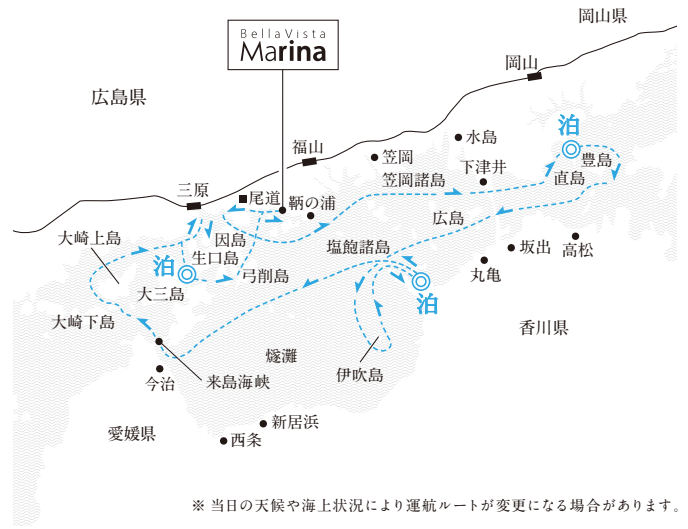 岡山県
BellaVista
Marina
広島県
岡山
泊
水島
福山
笠岡
豊島
下津井
直島
笠岡諸島
三原
尾道
鞆の浦
広島
因島
大崎上島
生口島
塩飽諸島
坂出
高松
泊
弓削島
丸亀
大三島
泊
大崎下島
香川県
燧灘
伊吹島
今治
来島海峡
新居浜
愛媛県
西条
※ 当日の天候や海上状況により運航ルートが変更になる場合があります。